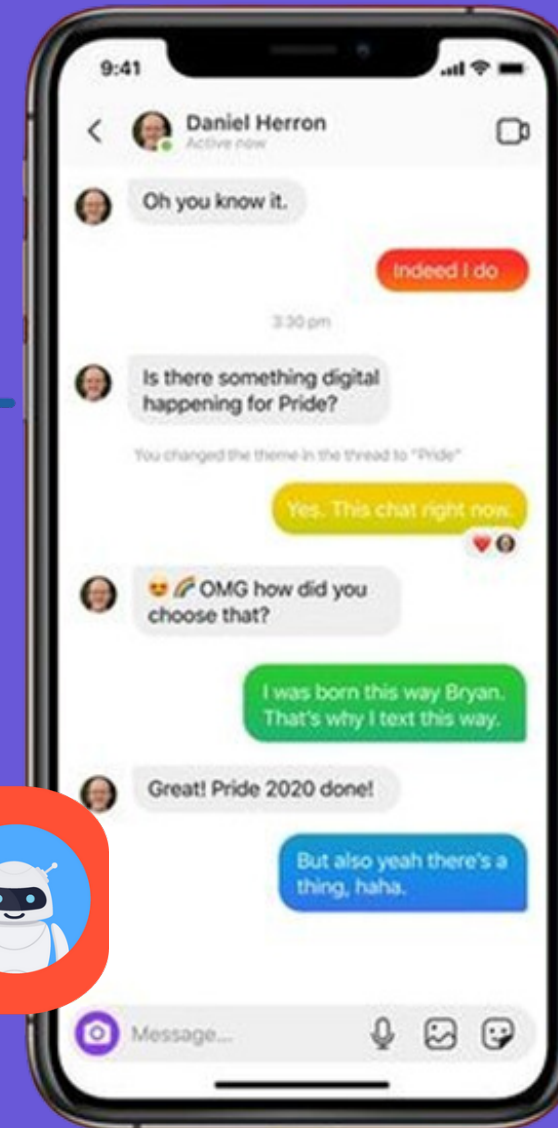 9:41
Daniel Herron
Active now
Oh you know it.
Indeed I do
3:30 pm
Is there something digital
happening for Pride?
You changed the theme in the thread to "Pride"
Yes. This chat right now.
😍🌈 OMG how did you
choose that?
I was born this way Bryan.
That's why I text this way.
Great! Pride 2020 done!
But also yeah there's a
thing, haha.
Message...